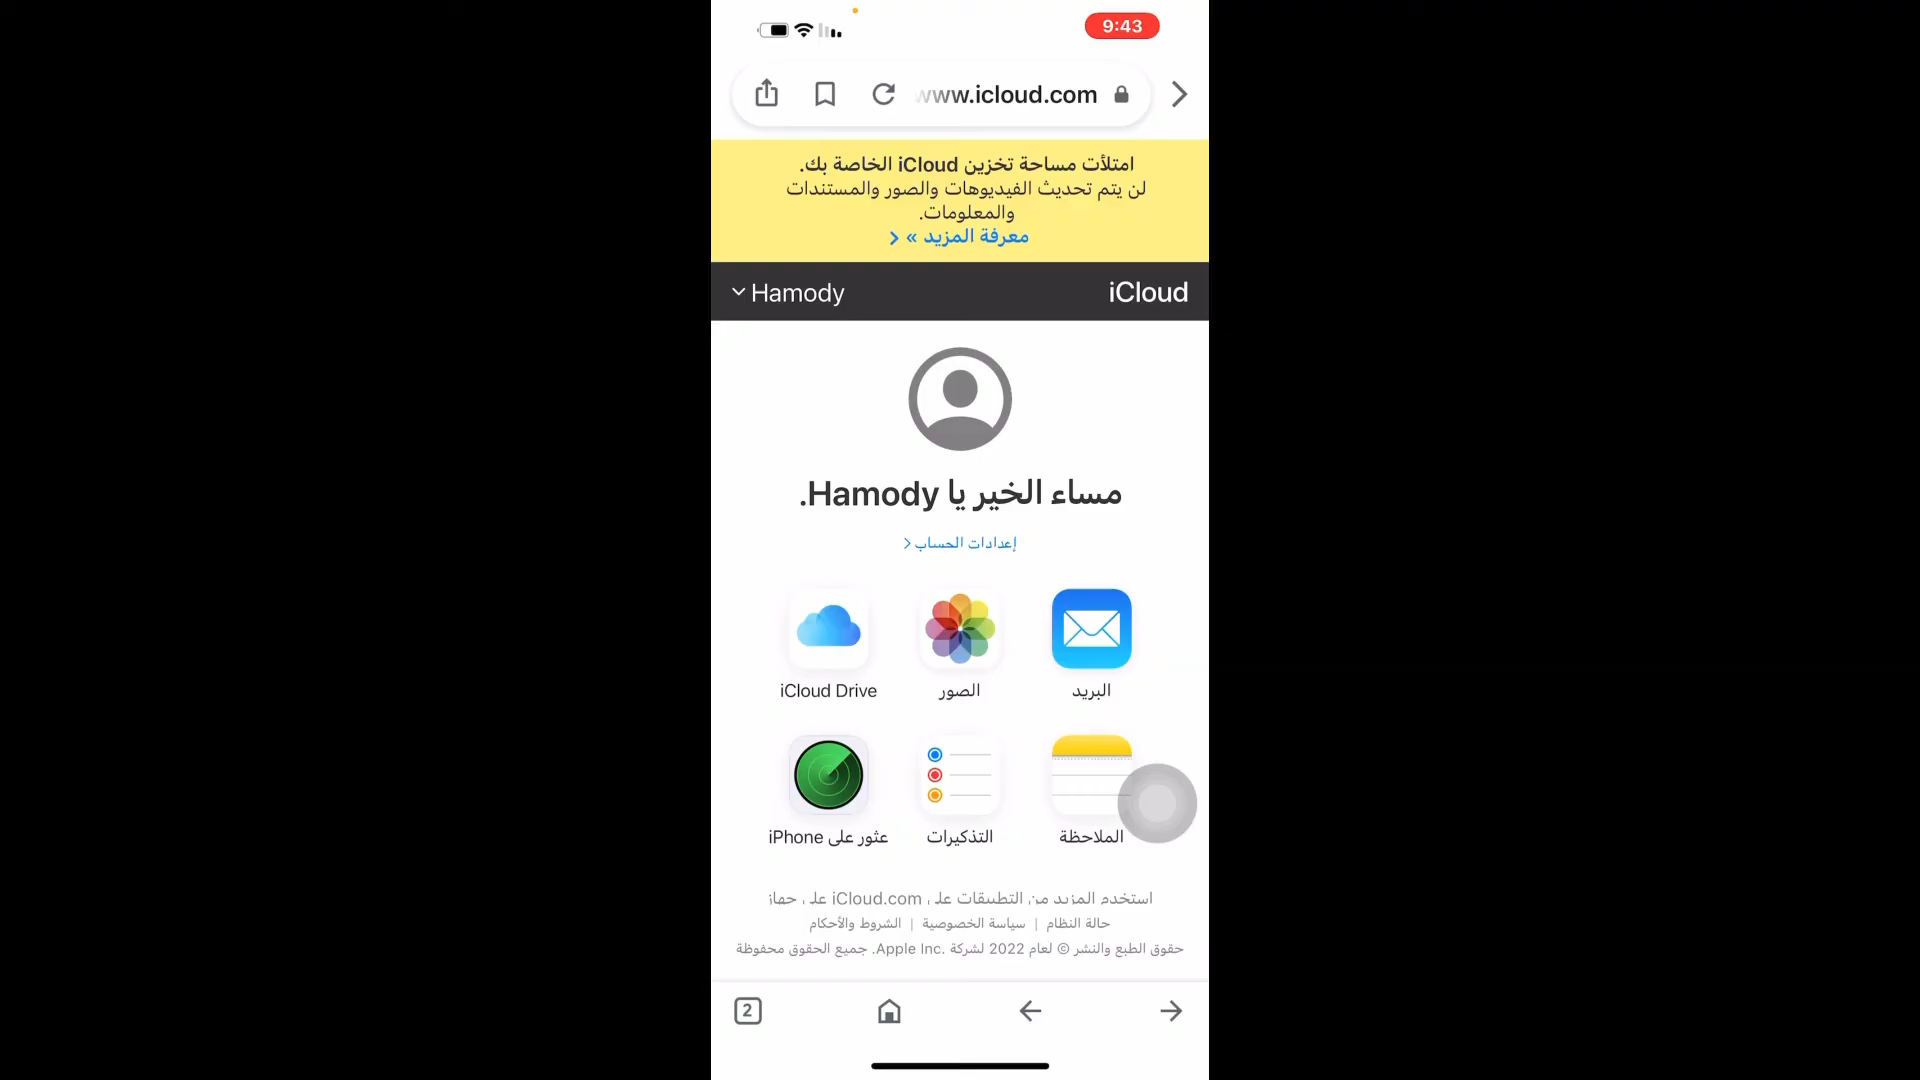 9:43
www.icloud.com
امتلأت مساحة تخزين iCloud الخاصة بك.
لن يتم تحديث الفيديوهات والصور والمستندات
والمعلومات.
معرفة المزيد »
iCloud
Hamody
مساء الخير يا Hamody.
إعدادات الحساب
البريد
الصور
iCloud Drive
الملاحظة
التذكيرات
عثور على iPhone
استخدم المزيد من التطبيقات على iCloud.com على جهاز
حالة النظام | سياسة الخصوصية | الشروط والأحكام
حقوق الطبع والنشر © لعام 2022 لشركة Apple Inc. جميع الحقوق محفوظة
2